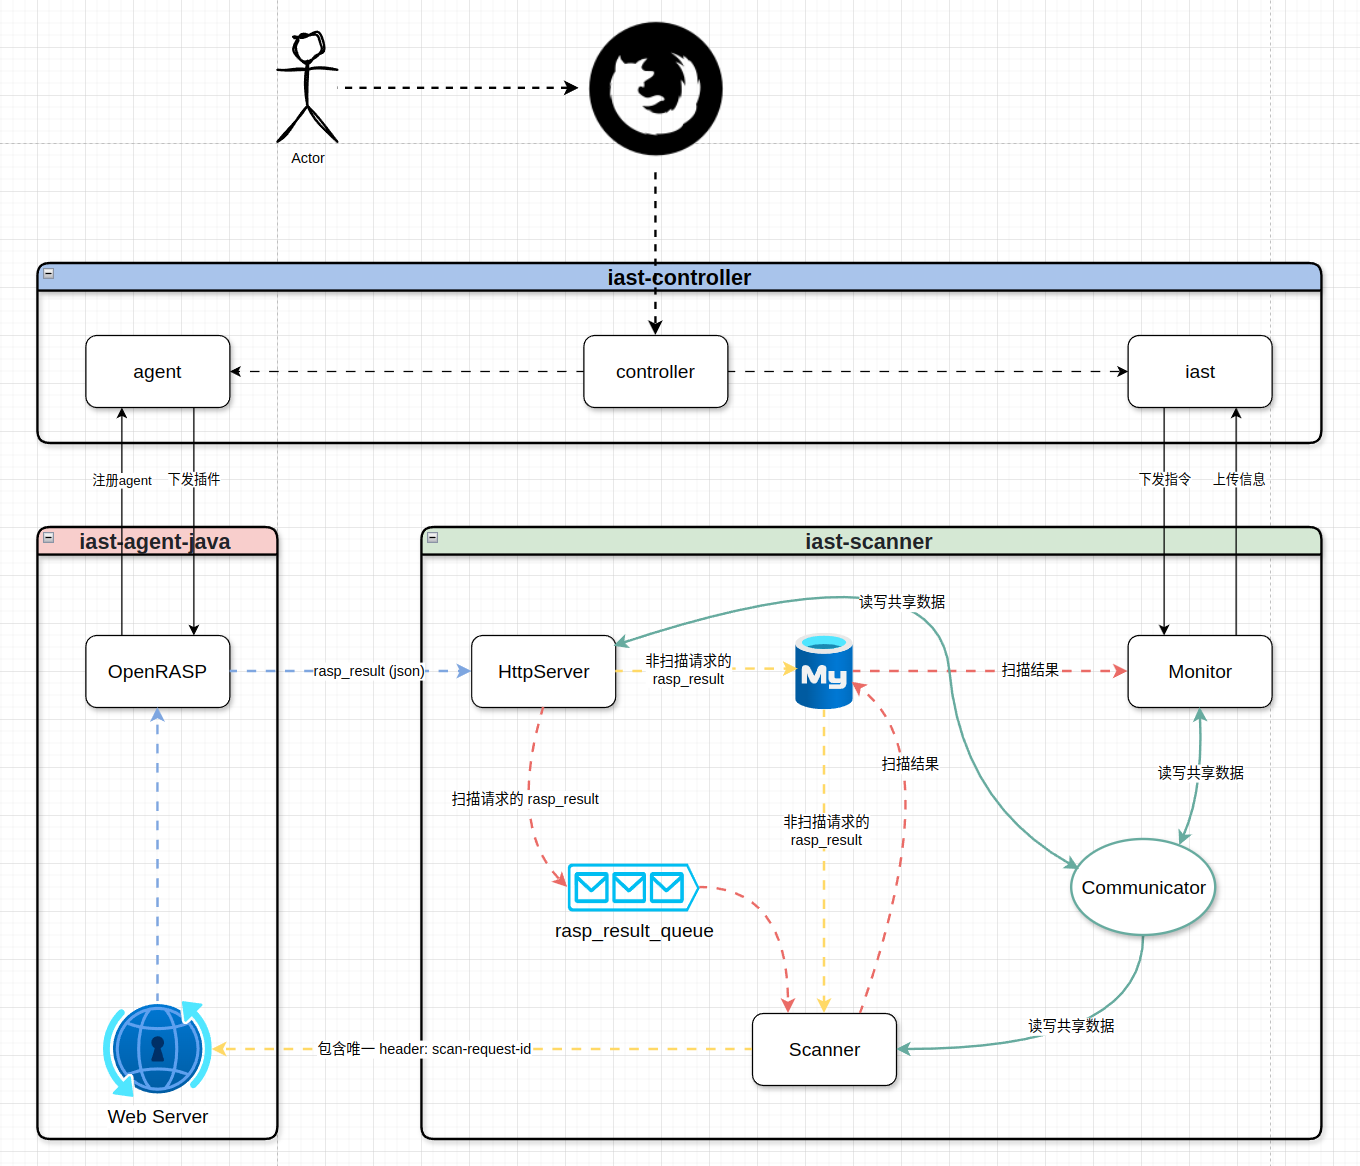 Actor
iast-controller
agent
controller
iast
注册agent
下发插件
下发指令
上传信息
iast-agent-java
iast-scanner
读写共享数据
OpenRASP
rasp_result (json)
HttpServer
非扫描请求的
rasp_result
My
扫描结果
Monitor
扫描结果
读写共享数据
扫描请求的 rasp_result
非扫描请求的
rasp_result
Communicator
rasp_result_queue
读写共享数据
包含唯一 header: scan-request-id
Scanner
Web Server